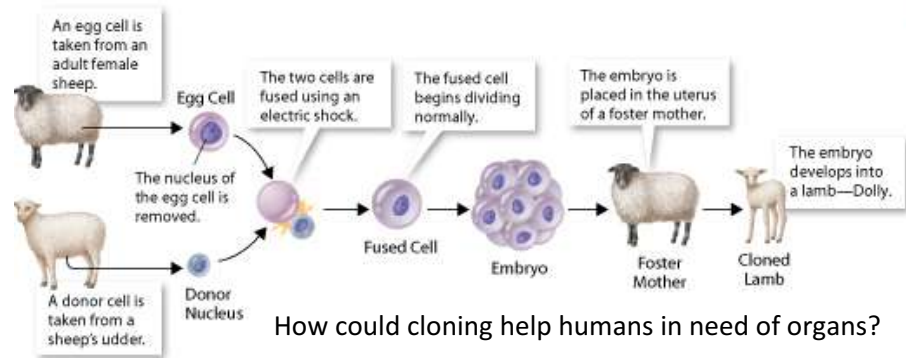 An egg cell is
taken from an
adult female
sheep.
Egg Cell
The nucleus of
the egg cell is
removed.
A donor cell is
taken from a
sheep's udder.
Donor
Nucleus
The two cells are
fused using an
electric shock.
The fused cell
begins dividing
normally.
Fused Cell
Embryo
The embryo is
placed in the uterus
of a foster mother.
Foster
Mother
The embryo
develops into
a lamb—Dolly.
Cloned
Lamb
How could cloning help humans in need of organs?